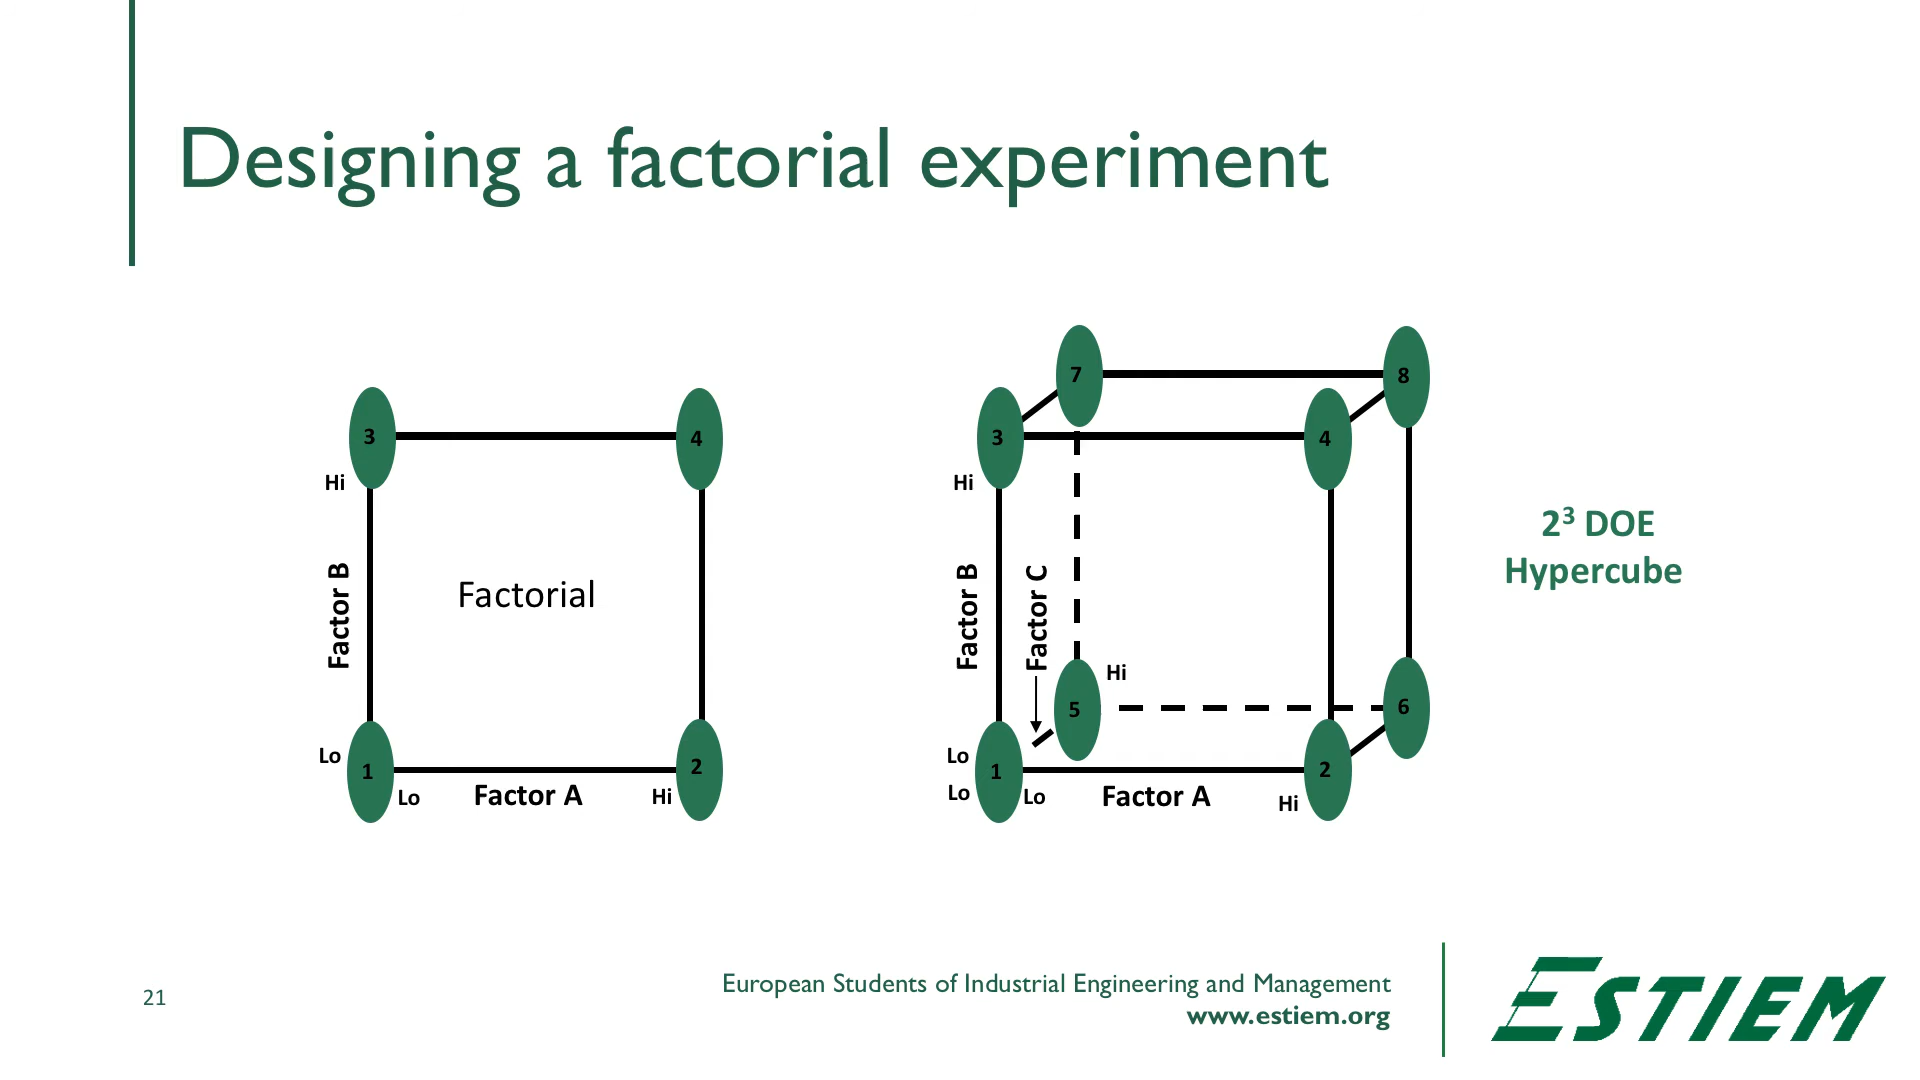 Designing a factorial experiment
3
4
Hi
Factor B
Factorial
Lo
1
2
Lo
Factor A
Hi
7
8
3
4
Hi
Factor B
Factor C
Hi
5
6
Lo
1
2
Lo
Lo
Factor A
Hi
2³ DOE
Hypercube
21
European Students of Industrial Engineering and Management
www.estiem.org
ESTIEM